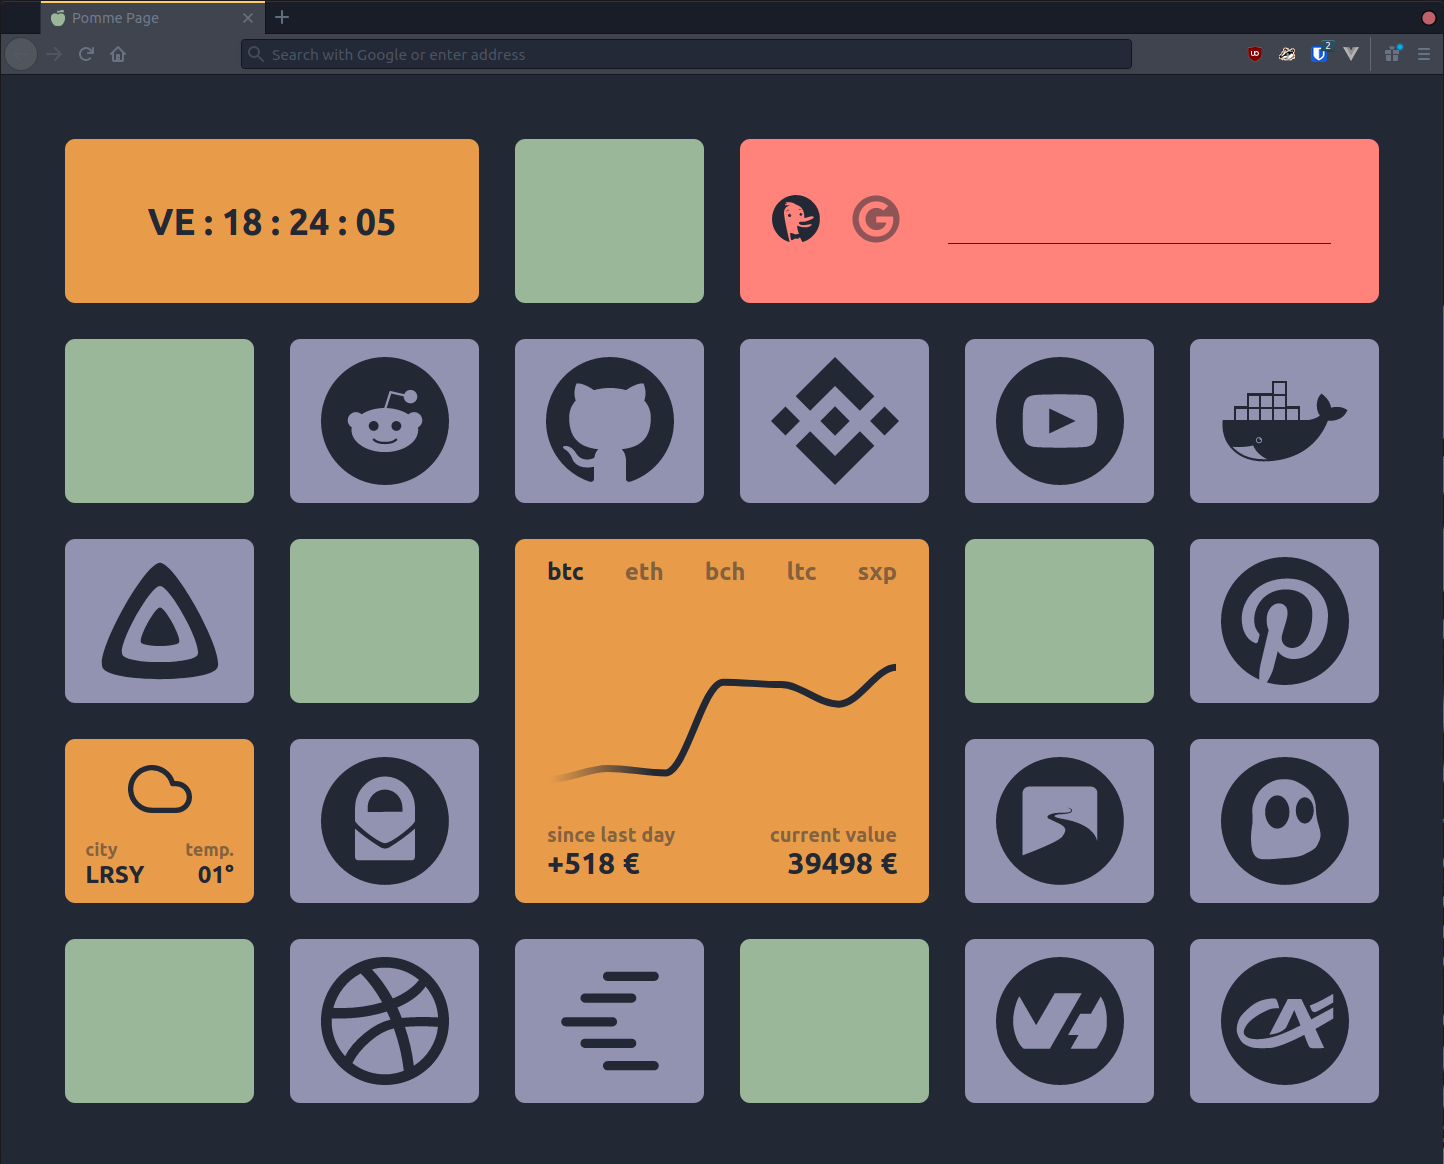 Pomme Page
Search with Google or enter address
2
VE : 18 : 24 : 05
btc eth bch ltc sxp
city temp.
LRSY 01°
since last day current value
+518 € 39498 €